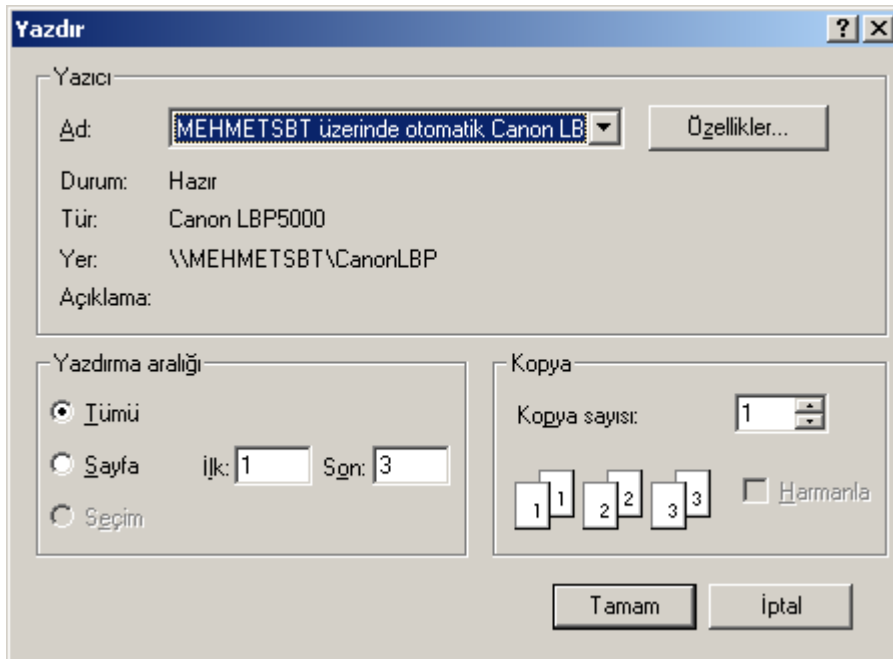 Yazdır
Yazıcı
Ad: MEHMETSBT üzerinde otomatik Canon LB Özellikler...
Durum: Hazır
Tür: Canon LBP5000
Yer: \\MEHMETSBT\CanonLBP
Açıklama:
Yazdırma aralığı
Tümü
Sayfa İlk: 1 Son: 3
Seçim
Kopya
Kopya sayısı: 1
1 1 2 2 3 3 Harmanla
Tamam İptal